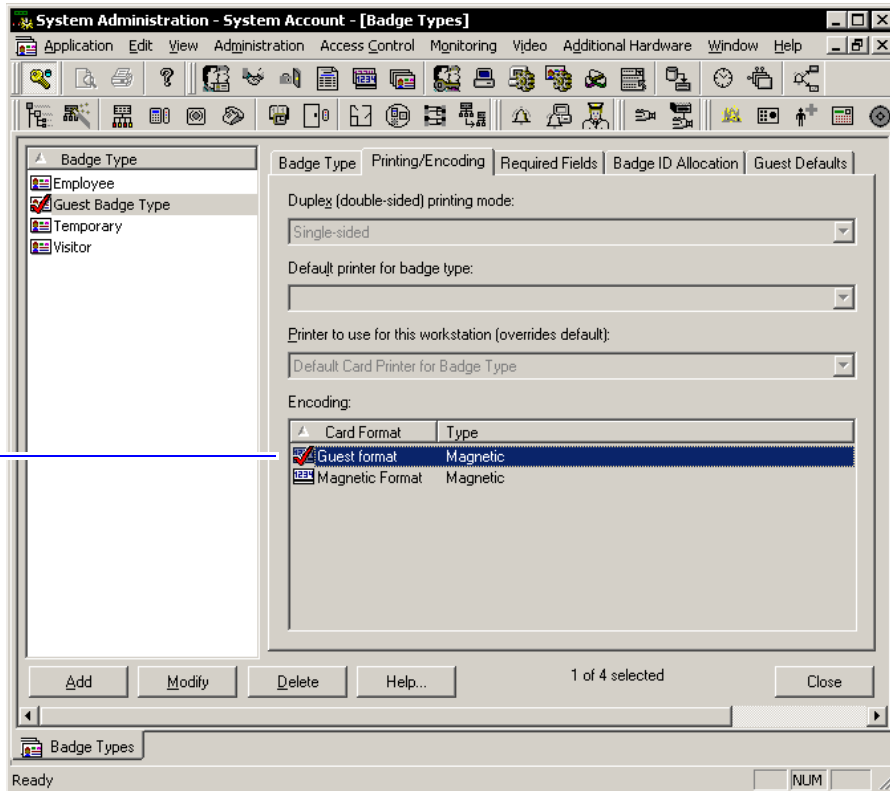 System Administration - System Account - [Badge Types]
Application Edit View Administration Access Control Monitoring Video Additional Hardware Window Help
Badge Type
Employee
Guest Badge Type
Temporary
Visitor
Badge Type Printing/Encoding Required Fields Badge ID Allocation Guest Defaults
Duplex (double-sided) printing mode:
Single-sided
Default printer for badge type:
Printer to use for this workstation (overrides default):
Default Card Printer for Badge Type
Encoding:
Card Format Type
Guest format Magnetic
1234 Magnetic Format Magnetic
Add Modify Delete Help... 1 of 4 selected Close
Badge Types
Ready NUM